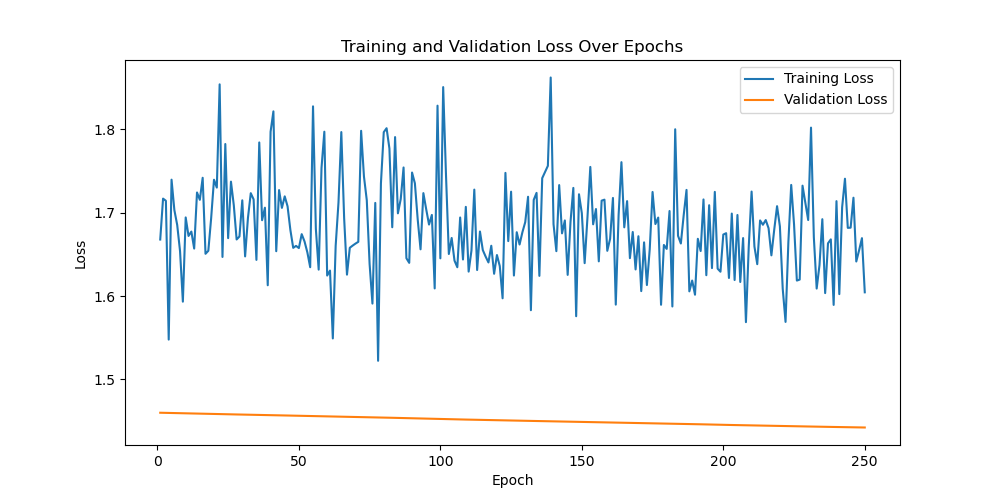 Training and Validation Loss Over Epochs
Training Loss
Validation Loss
1.8
1.7
1.6
1.5
Loss
0
50
100
150
200
250
Epoch